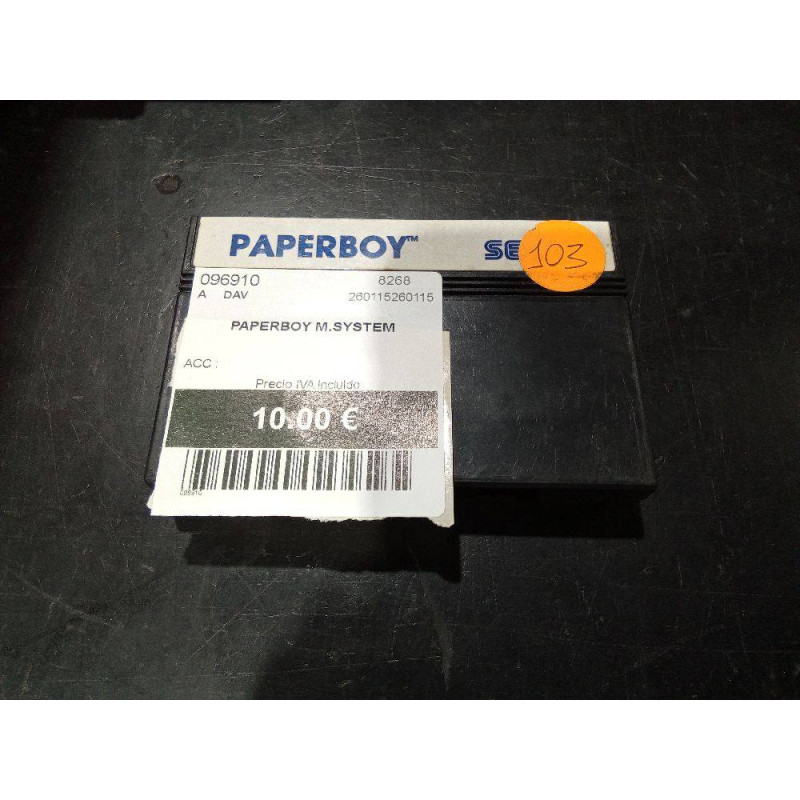 PAPERBOY™
SE
103
096910 8268
A DAV 260115260115
PAPERBOY M.SYSTEM
ACC :
Precio IVA Incluido
10.00 €